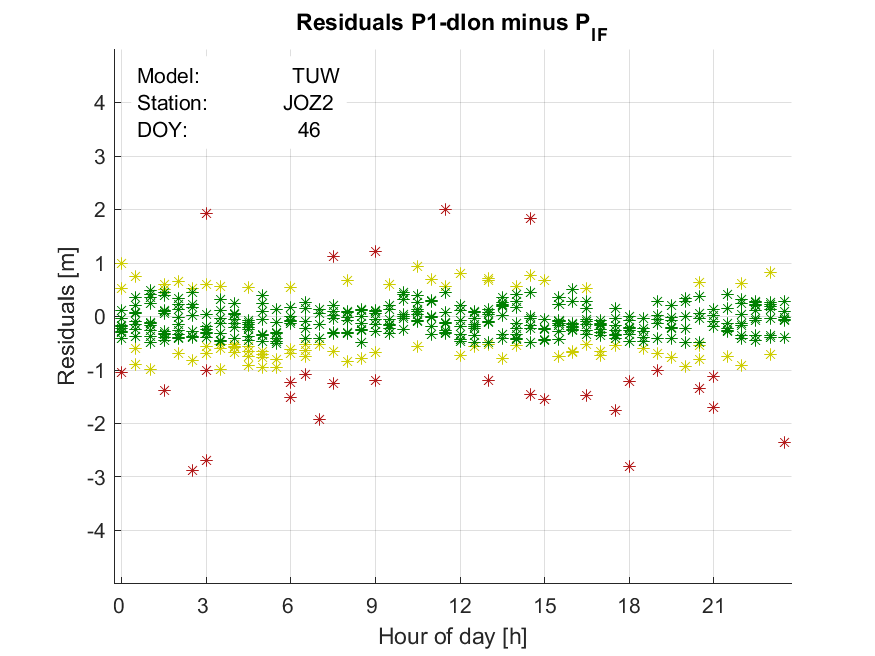 Residuals P1-dIon minus P_IF
Model: TUW
Station: JOZ2
DOY: 46
4
3
2
1
0
-1
-2
-3
-4
Residuals [m]
0 3 6 9 12 15 18 21
Hour of day [h]